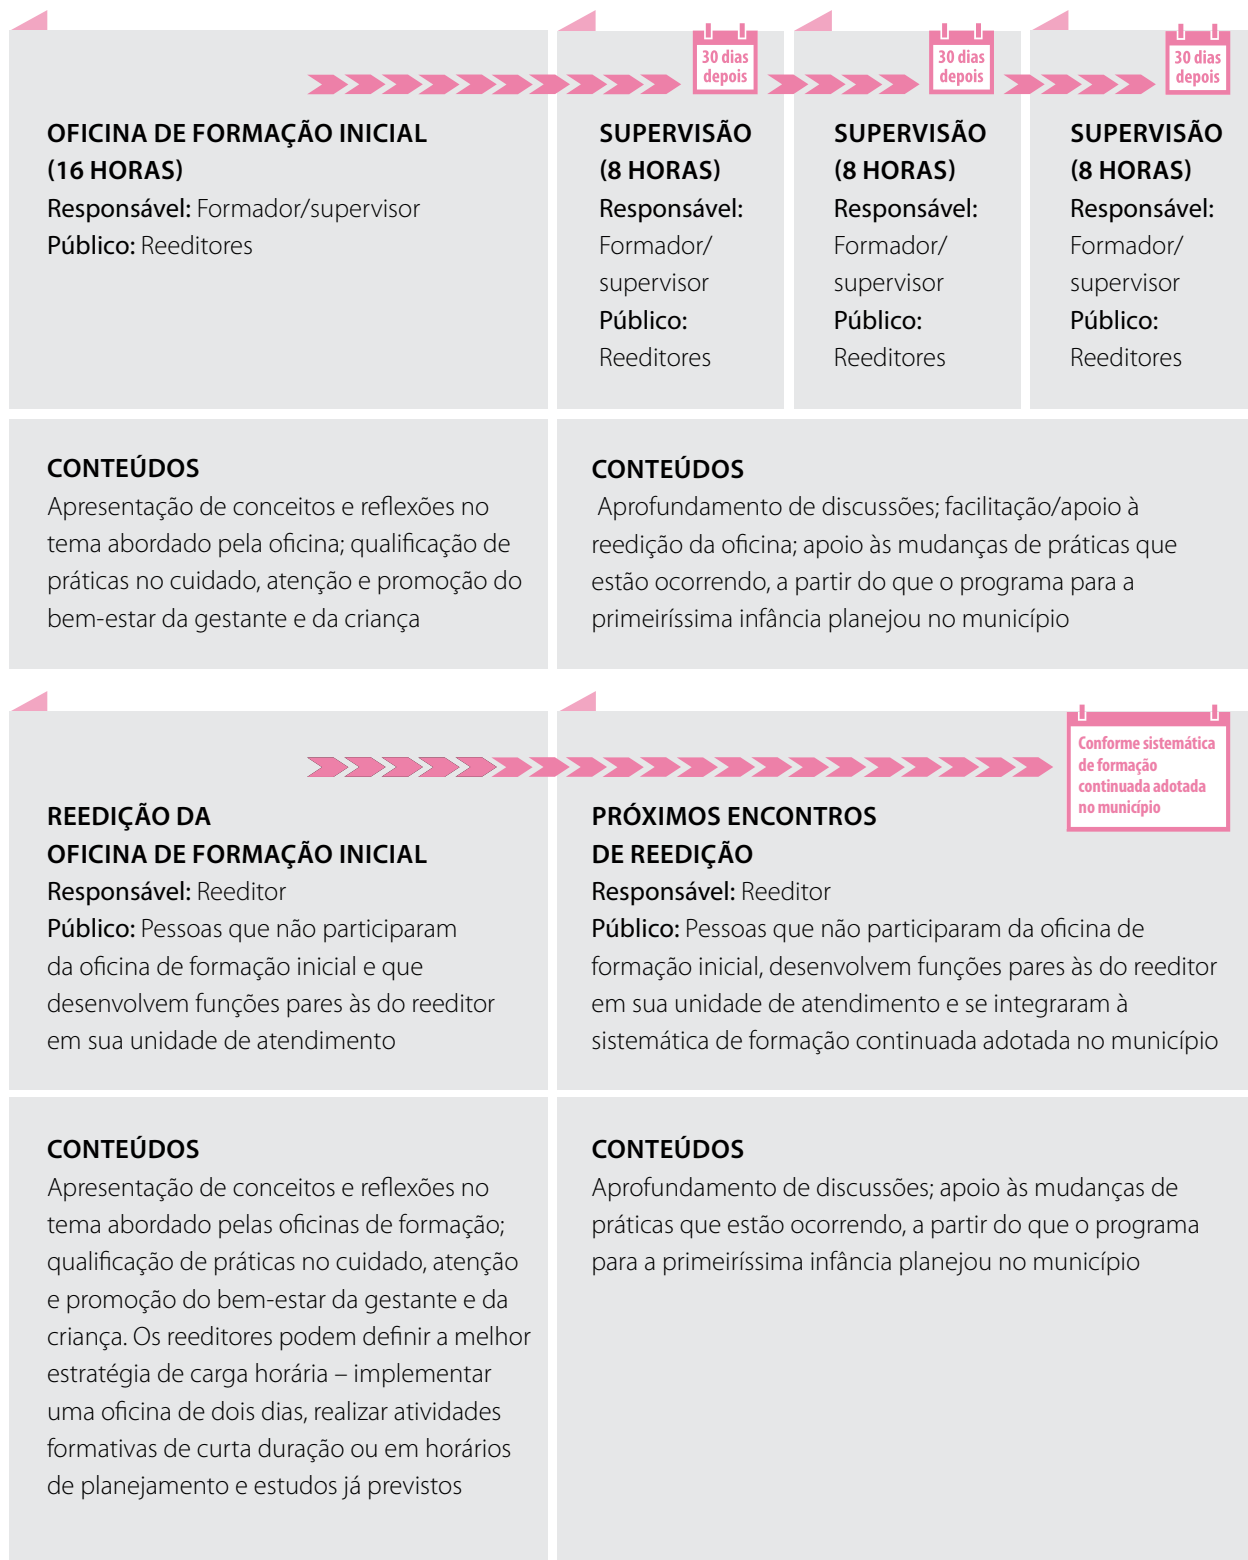 OFICINA DE FORMAÇÃO INICIAL
(16 HORAS)
Responsável: Formador/supervisor
Público: Reeditores
30 dias
depois
SUPERVISÃO
(8 HORAS)
Responsável:
Formador/
supervisor
Público:
Reeditores
30 dias
depois
SUPERVISÃO
(8 HORAS)
Responsável:
Formador/
supervisor
Público:
Reeditores
30 dias
depois
SUPERVISÃO
(8 HORAS)
Responsável:
Formador/
supervisor
Público:
Reeditores
CONTEÚDOS
Apresentação de conceitos e reflexões no
tema abordado pela oficina; qualificação de
práticas no cuidado, atenção e promoção do
bem-estar da gestante e da criança
CONTEÚDOS
Aprofundamento de discussões; facilitação/apoio à
reedição da oficina; apoio às mudanças de práticas que
estão ocorrendo, a partir do que o programa para a
primeiríssima infância planejou no município
REEDIÇÃO DA
OFICINA DE FORMAÇÃO INICIAL
Responsável: Reeditor
Público: Pessoas que não participaram
da oficina de formação inicial e que
desenvolvem funções pares às do reeditor
em sua unidade de atendimento
Conforme sistemática
de formação
continuada adotada
no município
PRÓXIMOS ENCONTROS
DE REEDIÇÃO
Responsável: Reeditor
Público: Pessoas que não participaram da oficina de
formação inicial, desenvolvem funções pares às do reeditor
em sua unidade de atendimento e se integraram à
sistemática de formação continuada adotada no município
CONTEÚDOS
Apresentação de conceitos e reflexões no
tema abordado pelas oficinas de formação;
qualificação de práticas no cuidado, atenção
e promoção do bem-estar da gestante e da
criança. Os reeditores podem definir a melhor
estratégia de carga horária – implementar
uma oficina de dois dias, realizar atividades
formativas de curta duração ou em horários
de planejamento e estudos já previstos
CONTEÚDOS
Aprofundamento de discussões; apoio às mudanças de
práticas que estão ocorrendo, a partir do que o programa
para a primeiríssima infância planejou no município